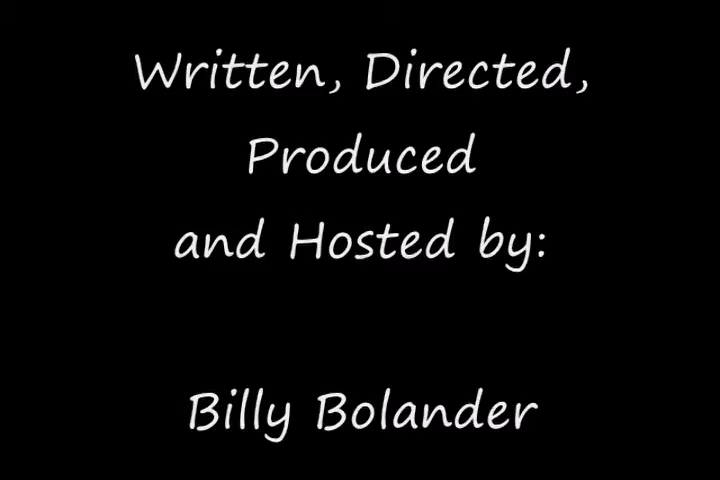 Written, Directed,
Produced
and Hosted by:
Billy Bolander